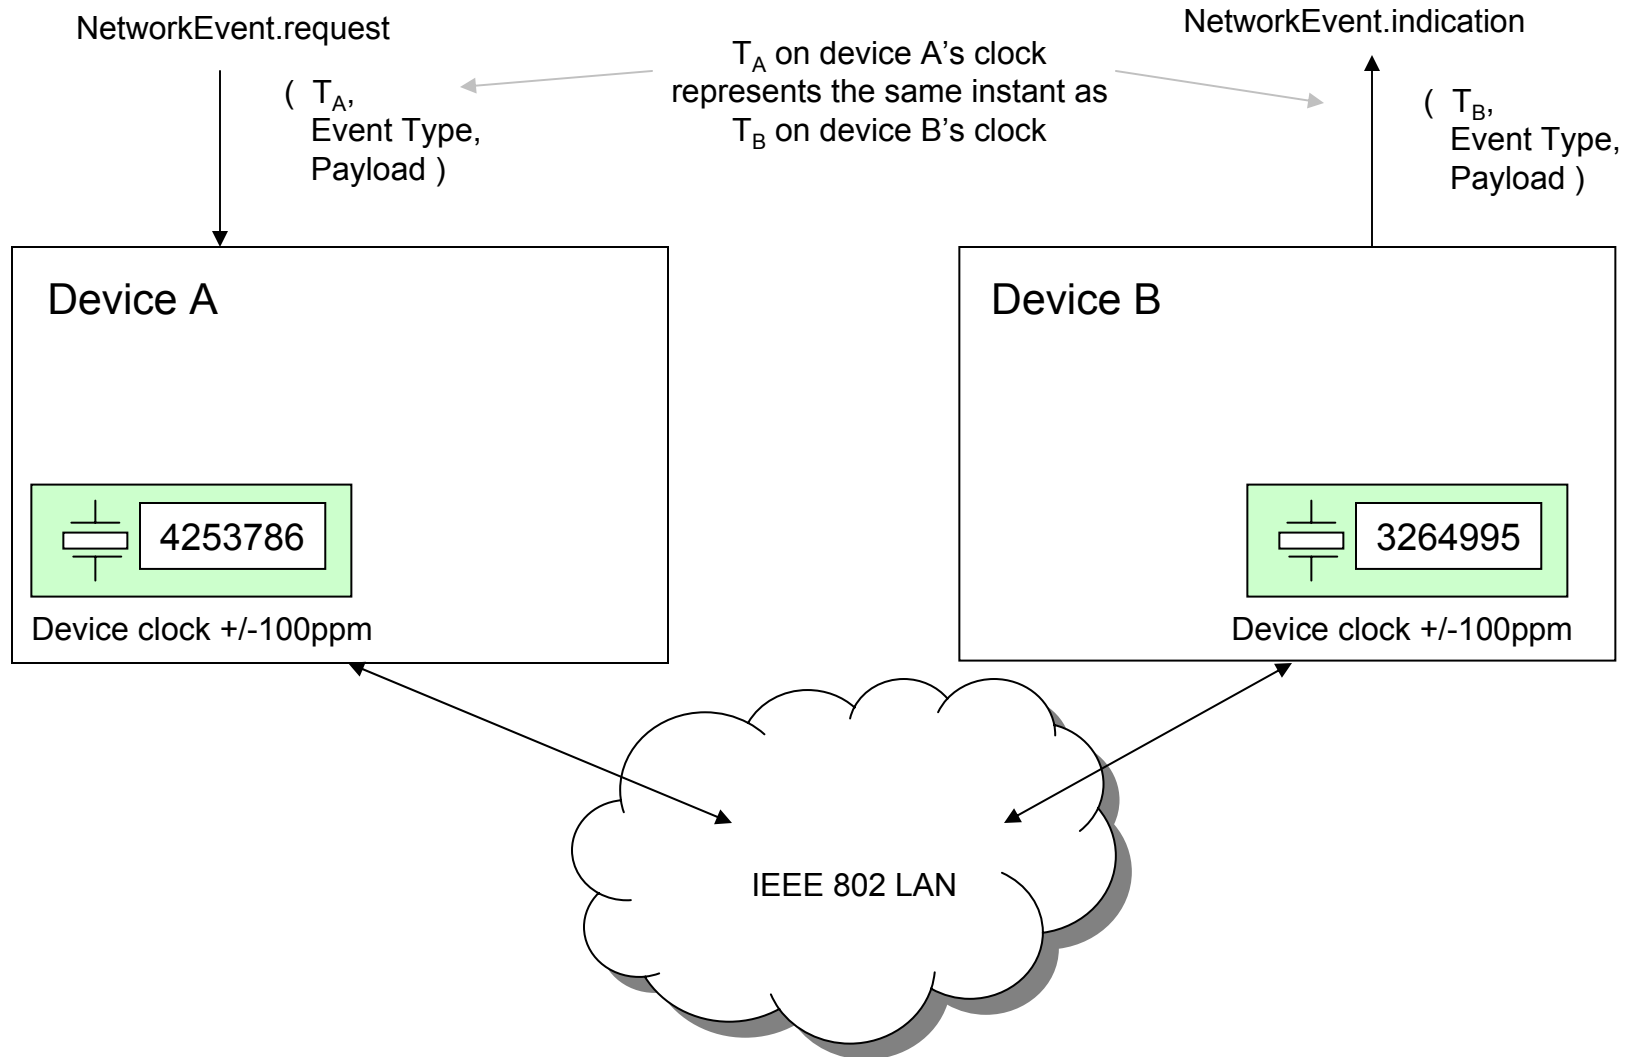 NetworkEvent.request
( T_A,
Event Type,
Payload )
T_A on device A’s clock
represents the same instant as
T_B on device B’s clock
NetworkEvent.indication
( T_B,
Event Type,
Payload )
Device A
4253786
Device clock +/-100ppm
Device B
3264995
Device clock +/-100ppm
IEEE 802 LAN